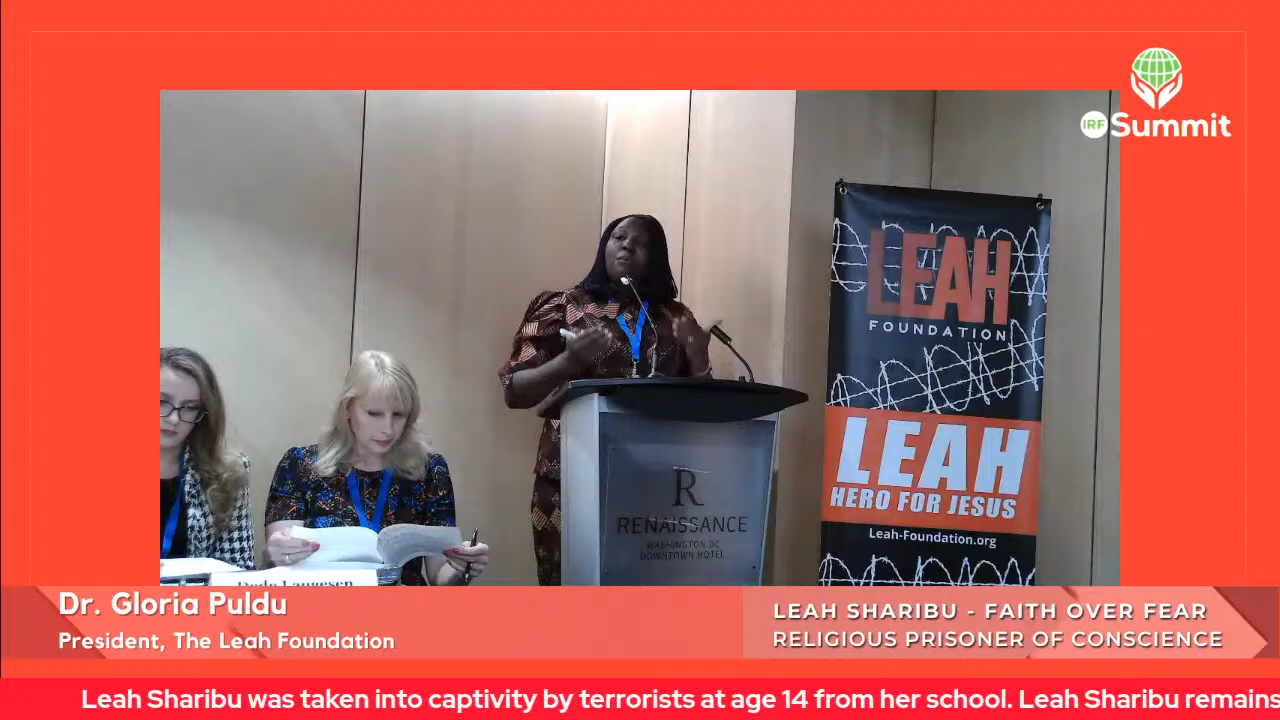 IRF Summit
LEAH
FOUNDATION
LEAH
HERO FOR JESUS
Leah-Foundation.org
R
RENAISSANCE
WASHINGTON DC
DOWNTOWN HOTEL
Dede Laugesen
Dr. Gloria Puldu
President, The Leah Foundation
LEAH SHARIBU - FAITH OVER FEAR
RELIGIOUS PRISONER OF CONSCIENCE
Leah Sharibu was taken into captivity by terrorists at age 14 from her school. Leah Sharibu remains